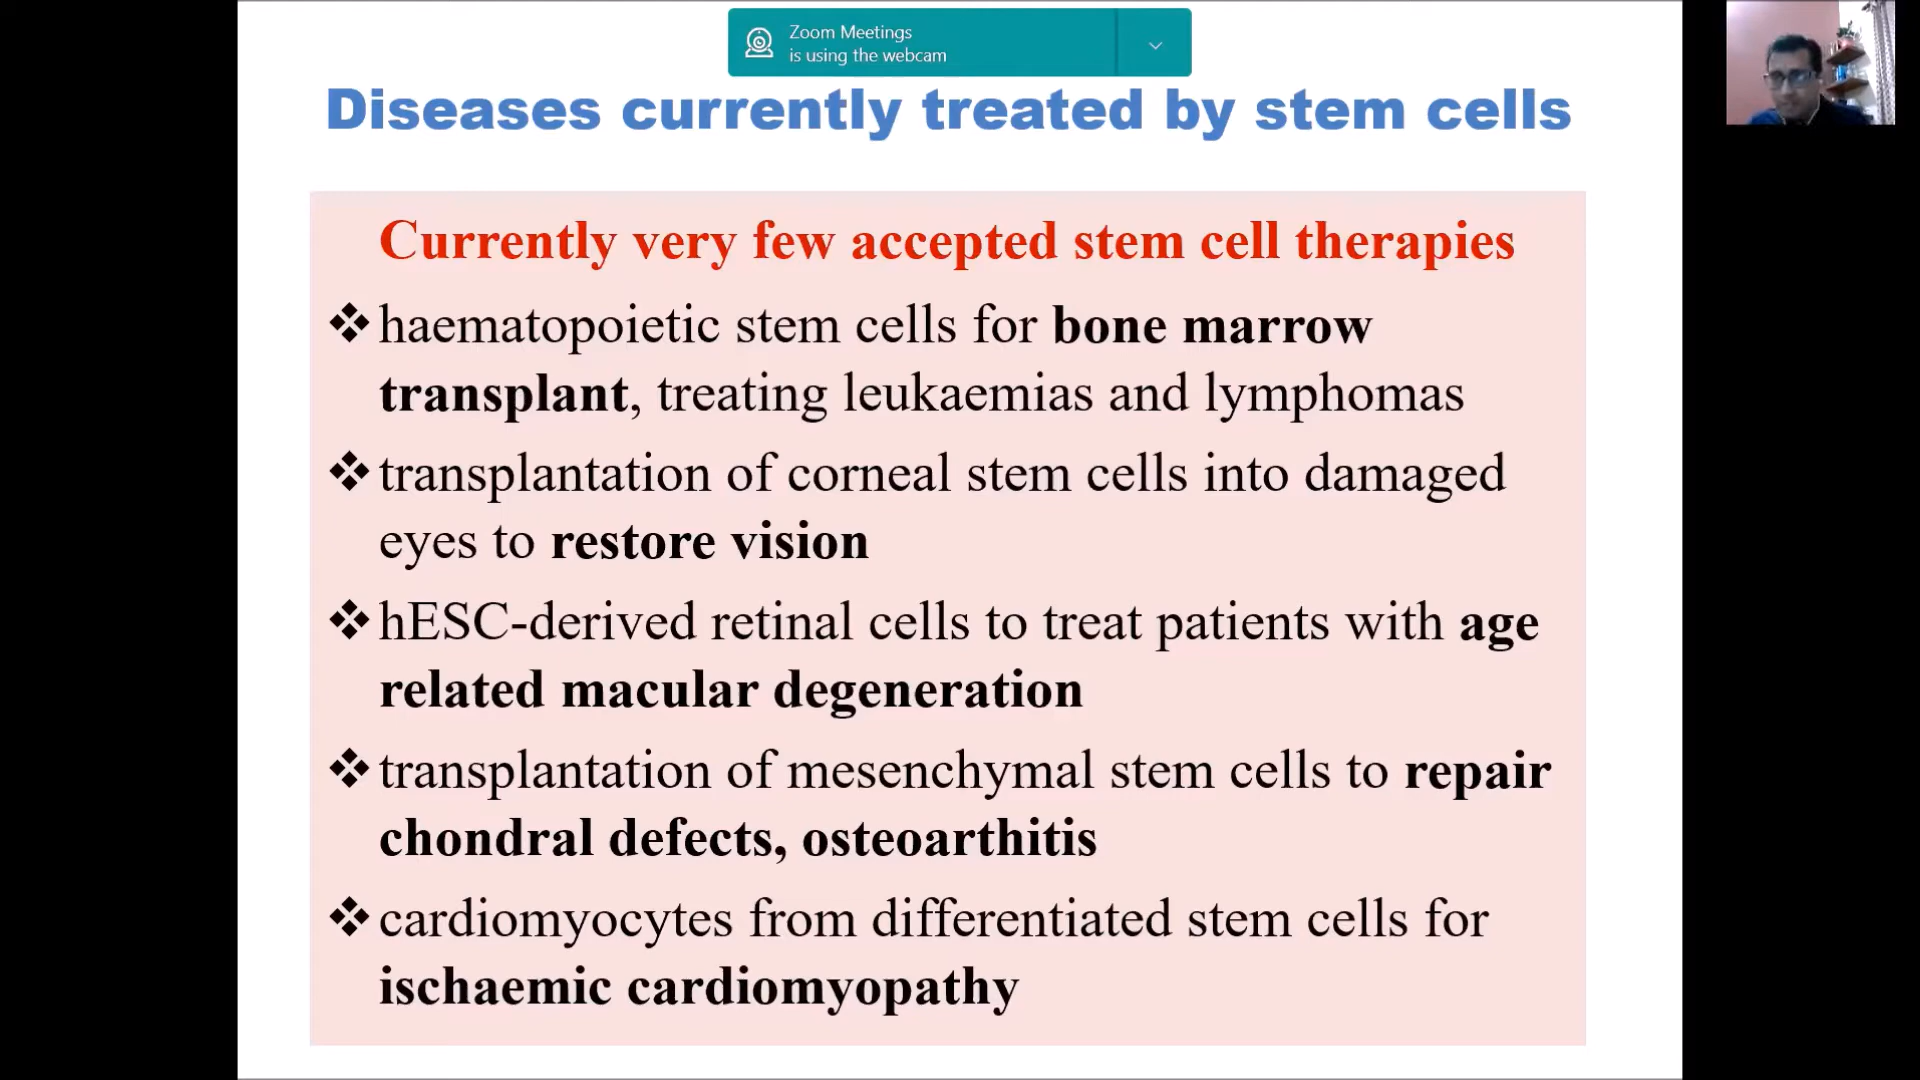 Zoom Meetings
is using the webcam
Diseases currently treated by stem cells
Currently very few accepted stem cell therapies
❖haematopoietic stem cells for bone marrow
transplant, treating leukaemias and lymphomas
❖transplantation of corneal stem cells into damaged
eyes to restore vision
❖hESC-derived retinal cells to treat patients with age
related macular degeneration
❖transplantation of mesenchymal stem cells to repair
chondral defects, osteoarthitis
❖cardiomyocytes from differentiated stem cells for
ischaemic cardiomyopathy